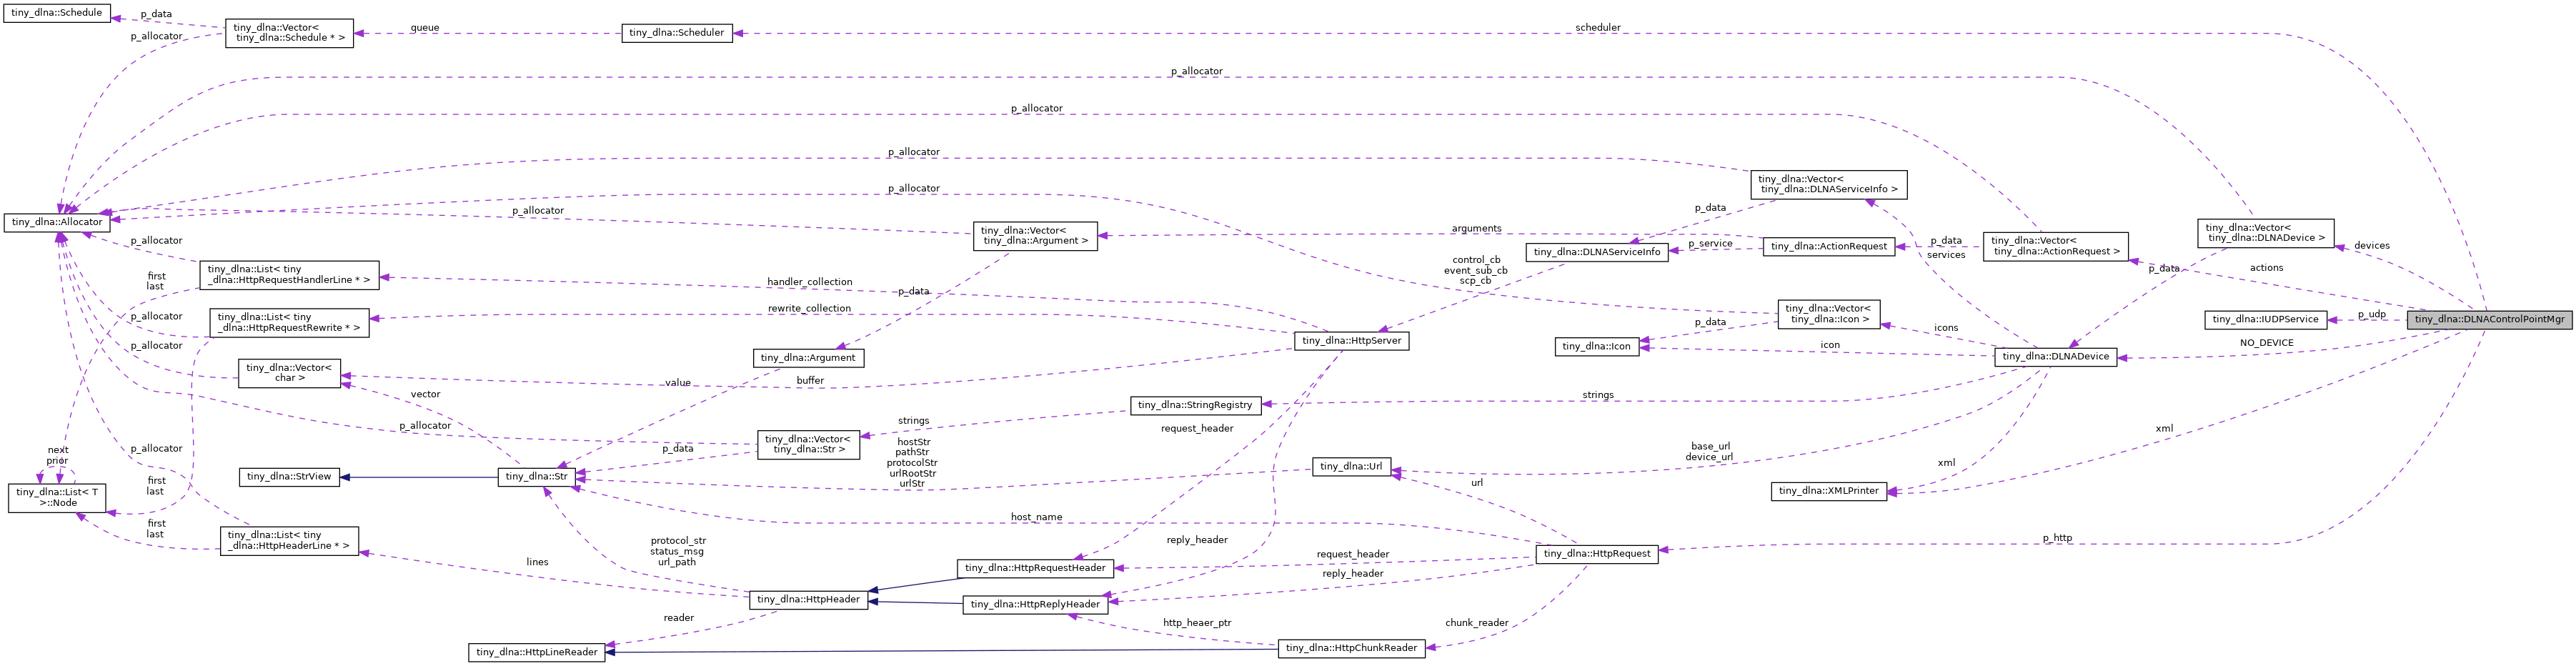 tiny_dlna::Schedule
p_data
tiny_dlna::Vector<
tiny_dlna::Schedule * >
p_allocator
queue
tiny_dlna::Scheduler
scheduler
p_allocator
p_allocator
p_allocator
p_allocator
p_allocator
tiny_dlna::Allocator
p_allocator
tiny_dlna::List< tiny
_dlna::HttpRequestHandlerLine * >
first
last
p_allocator
tiny_dlna::List< tiny
_dlna::HttpRequestRewrite * >
p_allocator
tiny_dlna::Vector<
char >
vector
p_allocator
p_allocator
next
prior
tiny_dlna::List< T
>::Node
first
last
first
last
tiny_dlna::List< tiny
_dlna::HttpHeaderLine * >
tiny_dlna::StrView
tiny_dlna::Str
lines
protocol_str
status_msg
url_path
reader
tiny_dlna::HttpLineReader
p_data
value
tiny_dlna::Vector<
tiny_dlna::Str >
tiny_dlna::Argument
buffer
handler_collection
rewrite_collection
p_data
tiny_dlna::Vector<
tiny_dlna::Argument >
strings
hostStr
pathStr
protocolStr
urlRootStr
urlStr
tiny_dlna::HttpHeader
tiny_dlna::HttpRequestHeader
tiny_dlna::HttpReplyHeader
host_name
tiny_dlna::StringRegistry
request_header
reply_header
http_heaer_ptr
tiny_dlna::HttpServer
tiny_dlna::Url
request_header
reply_header
tiny_dlna::HttpChunkReader
chunk_reader
url
control_cb
event_sub_cb
scp_cb
arguments
tiny_dlna::DLNAServiceInfo
tiny_dlna::Icon
tiny_dlna::HttpRequest
strings
p_data
p_service
p_data
icon
base_url
device_url
tiny_dlna::Vector<
tiny_dlna::DLNAServiceInfo >
tiny_dlna::ActionRequest
tiny_dlna::Vector<
tiny_dlna::Icon >
tiny_dlna::XMLPrinter
p_data
services
icons
xml
tiny_dlna::Vector<
tiny_dlna::ActionRequest >
tiny_dlna::DLNADevice
p_data
tiny_dlna::Vector<
tiny_dlna::DLNADevice >
tiny_dlna::IUDPService
devices
actions
p_udp
NO_DEVICE
xml
p_http
tiny_dlna::DLNAControlPointMgr